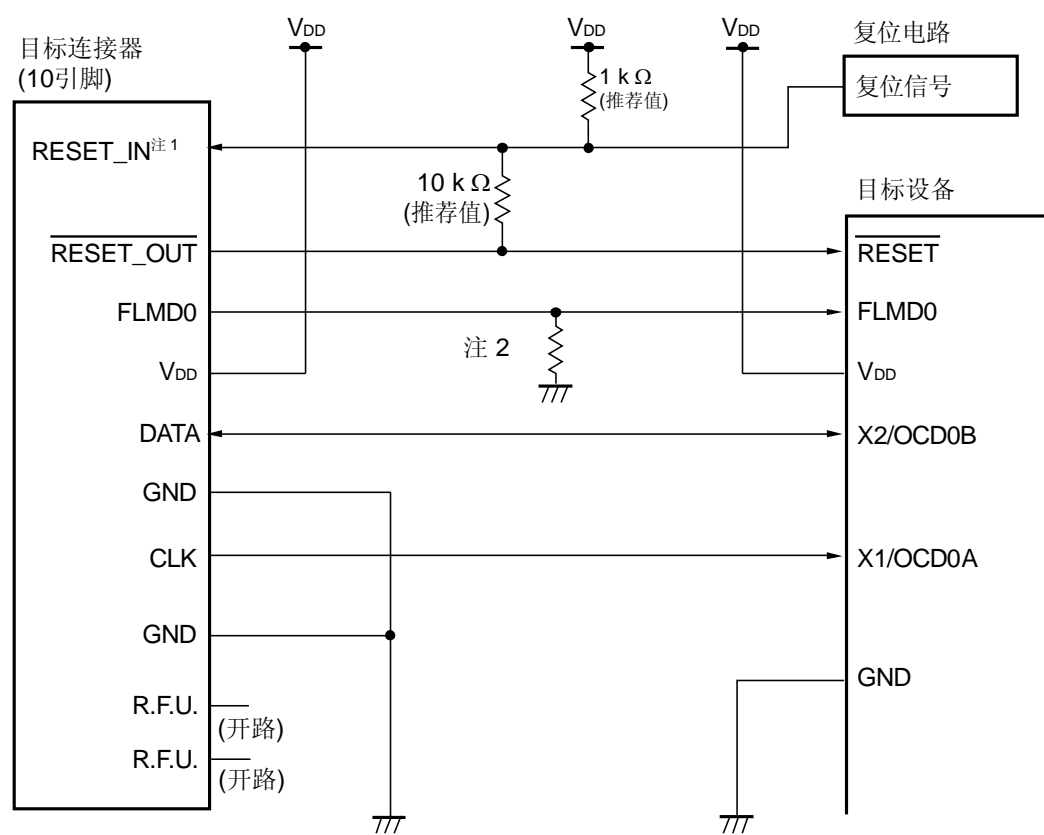 目标连接器
(10引脚)
VDD
VDD
VDD
复位电路
复位信号
1 kΩ
(推荐值)
RESET_IN注 1
10 kΩ
(推荐值)
目标设备
RESET_OUT
RESET
FLMD0
FLMD0
注 2
VDD
VDD
DATA
X2/OCD0B
GND
CLK
X1/OCD0A
GND
GND
R.F.U.
(开路)
R.F.U.
(开路)